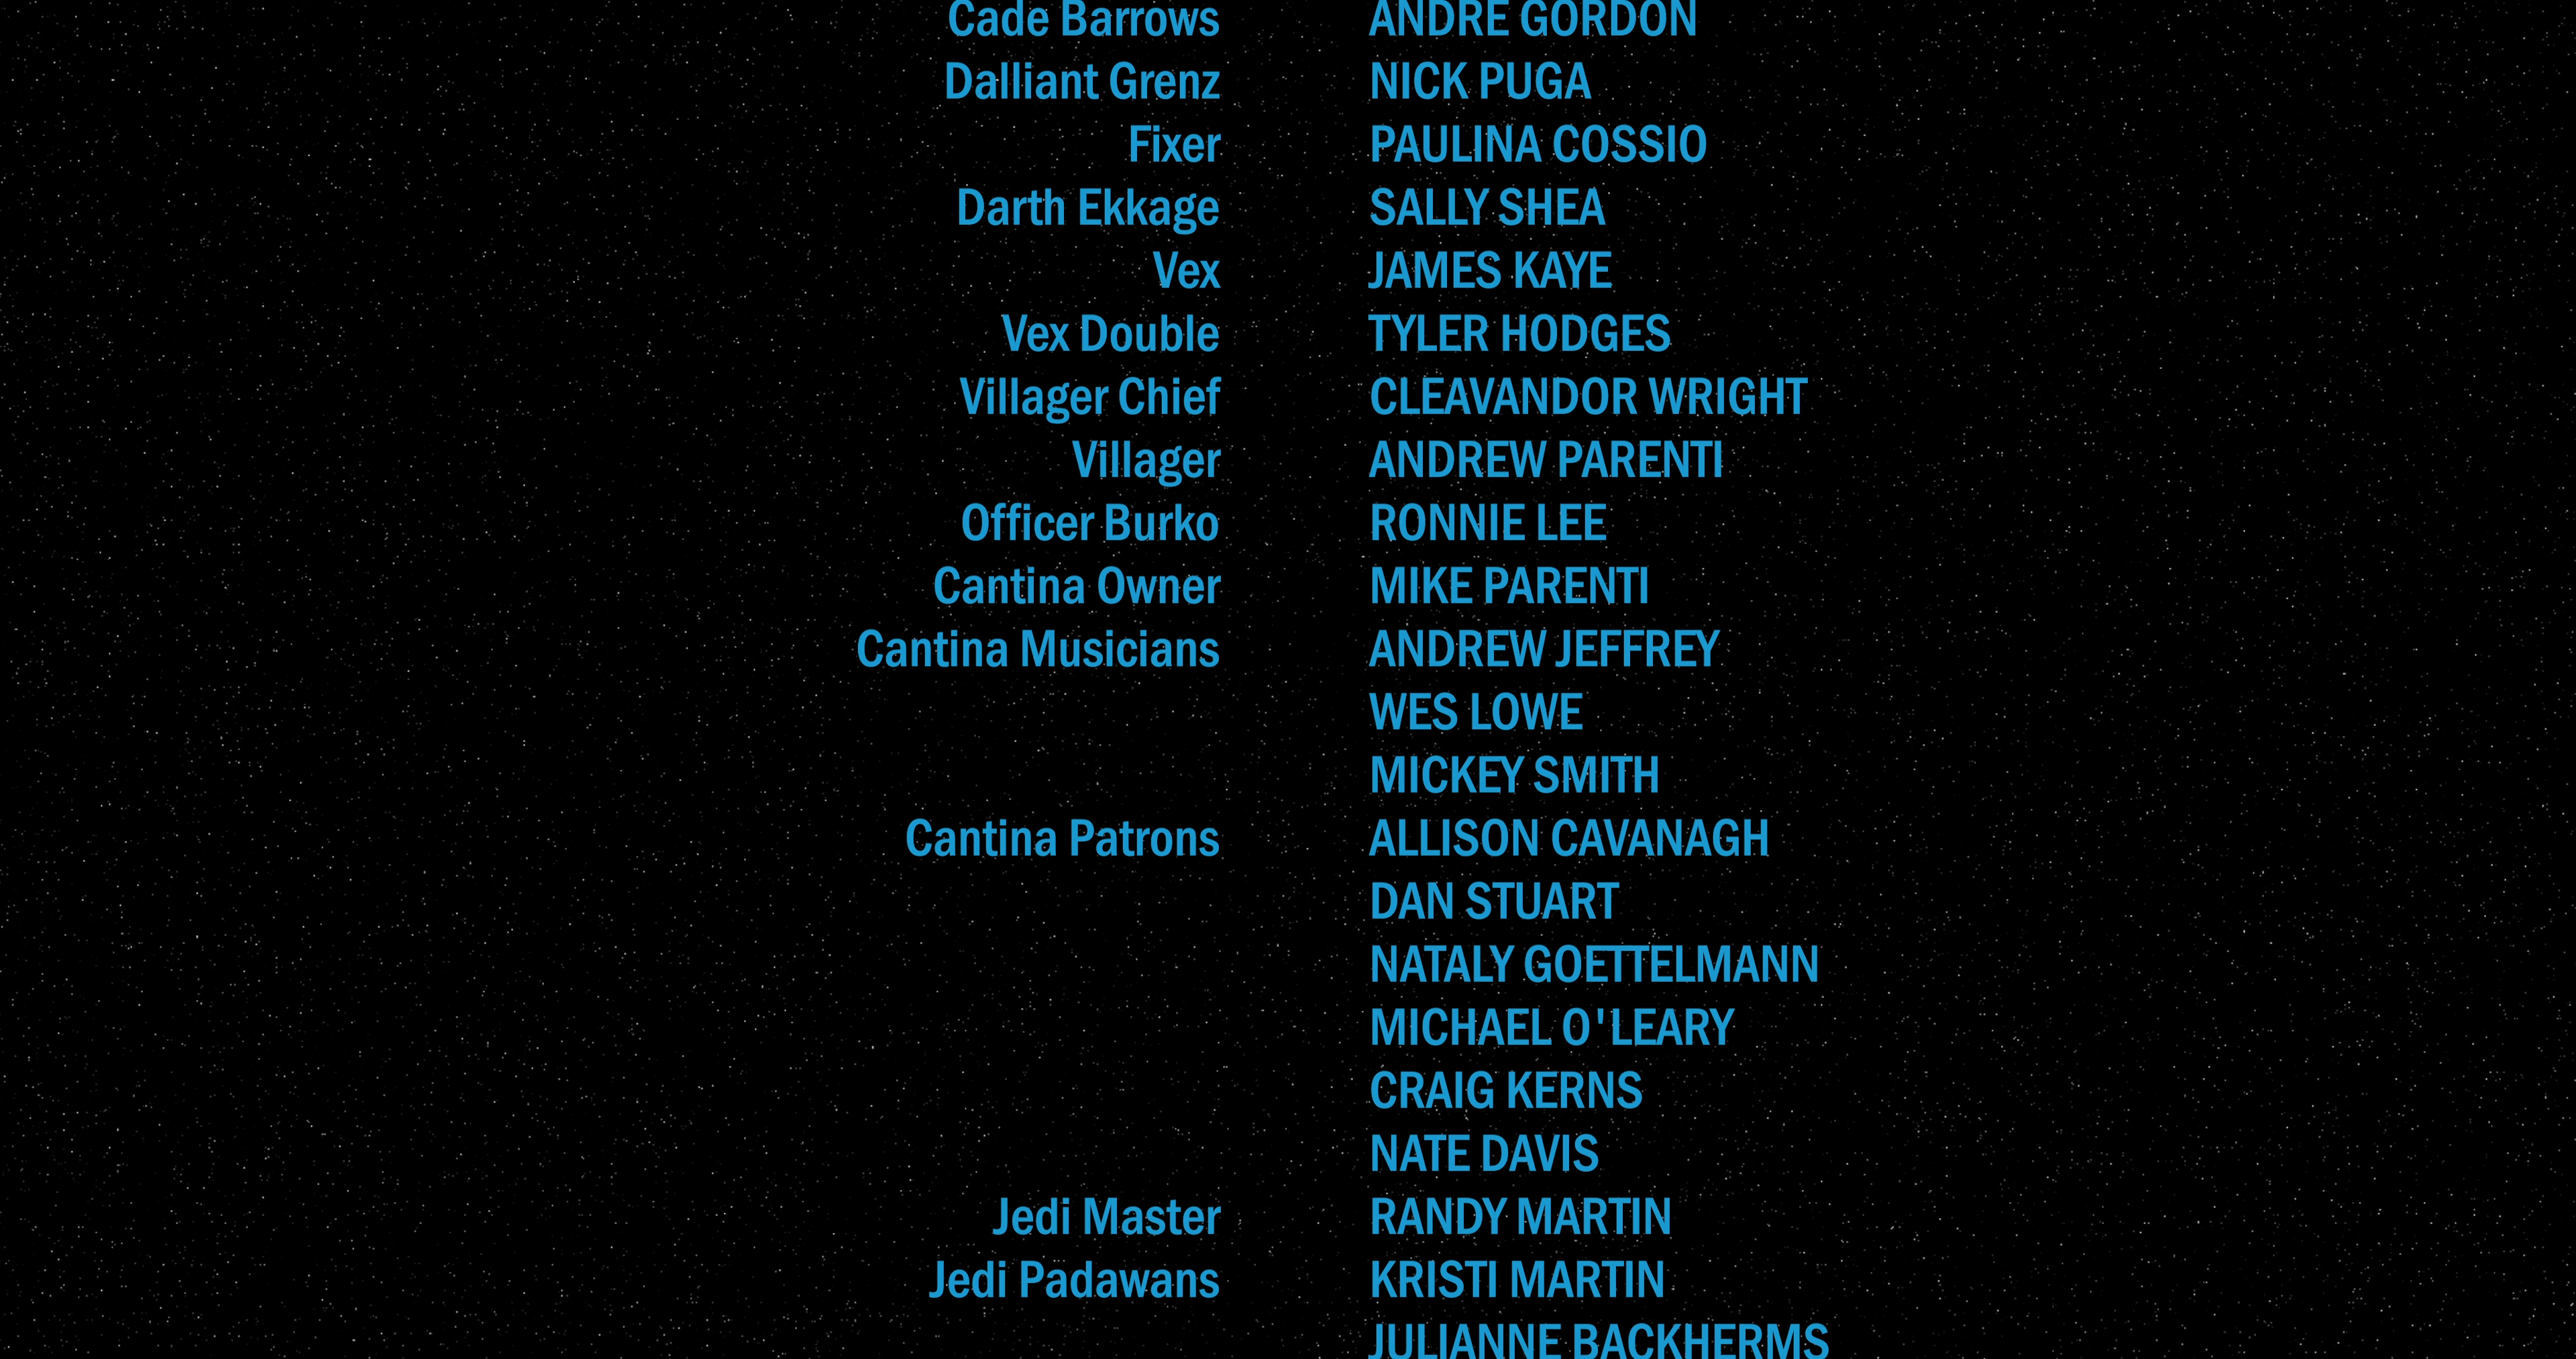 Cade Barrows ANDRE GORDON
Dalliant Grenz NICK PUGA
Fixer PAULINA COSSIO
Darth Ekkage SALLY SHEA
Vex JAMES KAYE
Vex Double TYLER HODGES
Villager Chief CLEAVANDOR WRIGHT
Villager ANDREW PARENTI
Officer Burko RONNIE LEE
Cantina Owner MIKE PARENTI
Cantina Musicians ANDREW JEFFREY
WES LOWE
MICKEY SMITH
Cantina Patrons ALLISON CAVANAGH
DAN STUART
NATALY GOETTELMANN
MICHAEL O'LEARY
CRAIG KERNS
NATE DAVIS
Jedi Master RANDY MARTIN
Jedi Padawans KRISTI MARTIN
JULIANNE BACKHERMS